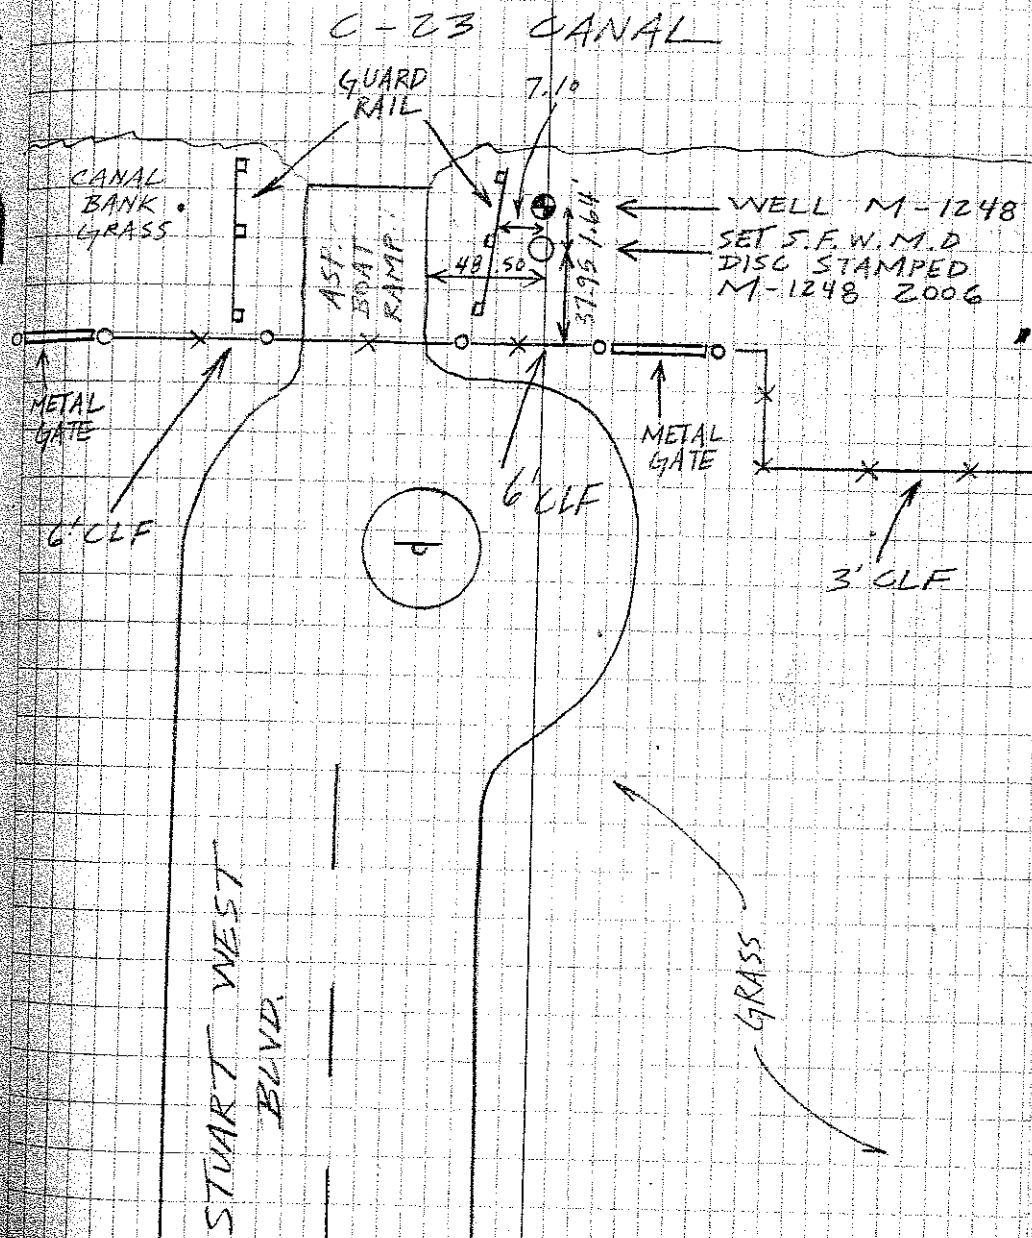 C-23 CANAL
GUARD
RAIL
7.10
CANAL
BANK
GRASS
ASP.
BOAT
RAMP
48.50
1.64'
37.95
WELL M-1248
SET S.F.W.M.D
DISC STAMPED
M-1248 2006
METAL
GATE
6' CLF
6' CLF
METAL
GATE
3' CLF
STUART WEST
BLVD.
GRASS